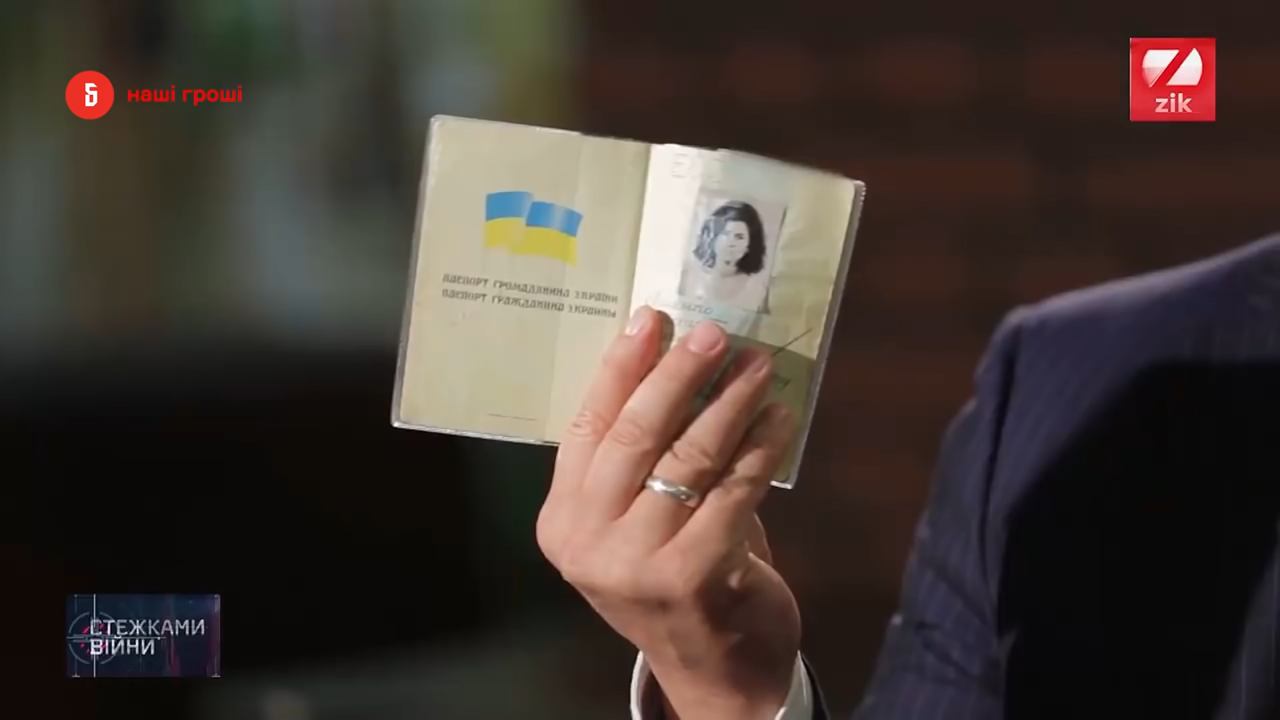 наші гроші
zik
ПАСПОРТ ГРОМАДЯНИНА УКРАЇНИ
ПАСПОРТ ГРАЖДАНИНА УКРАИНЫ
СТЕЖКАМИ
ВІЙНИ